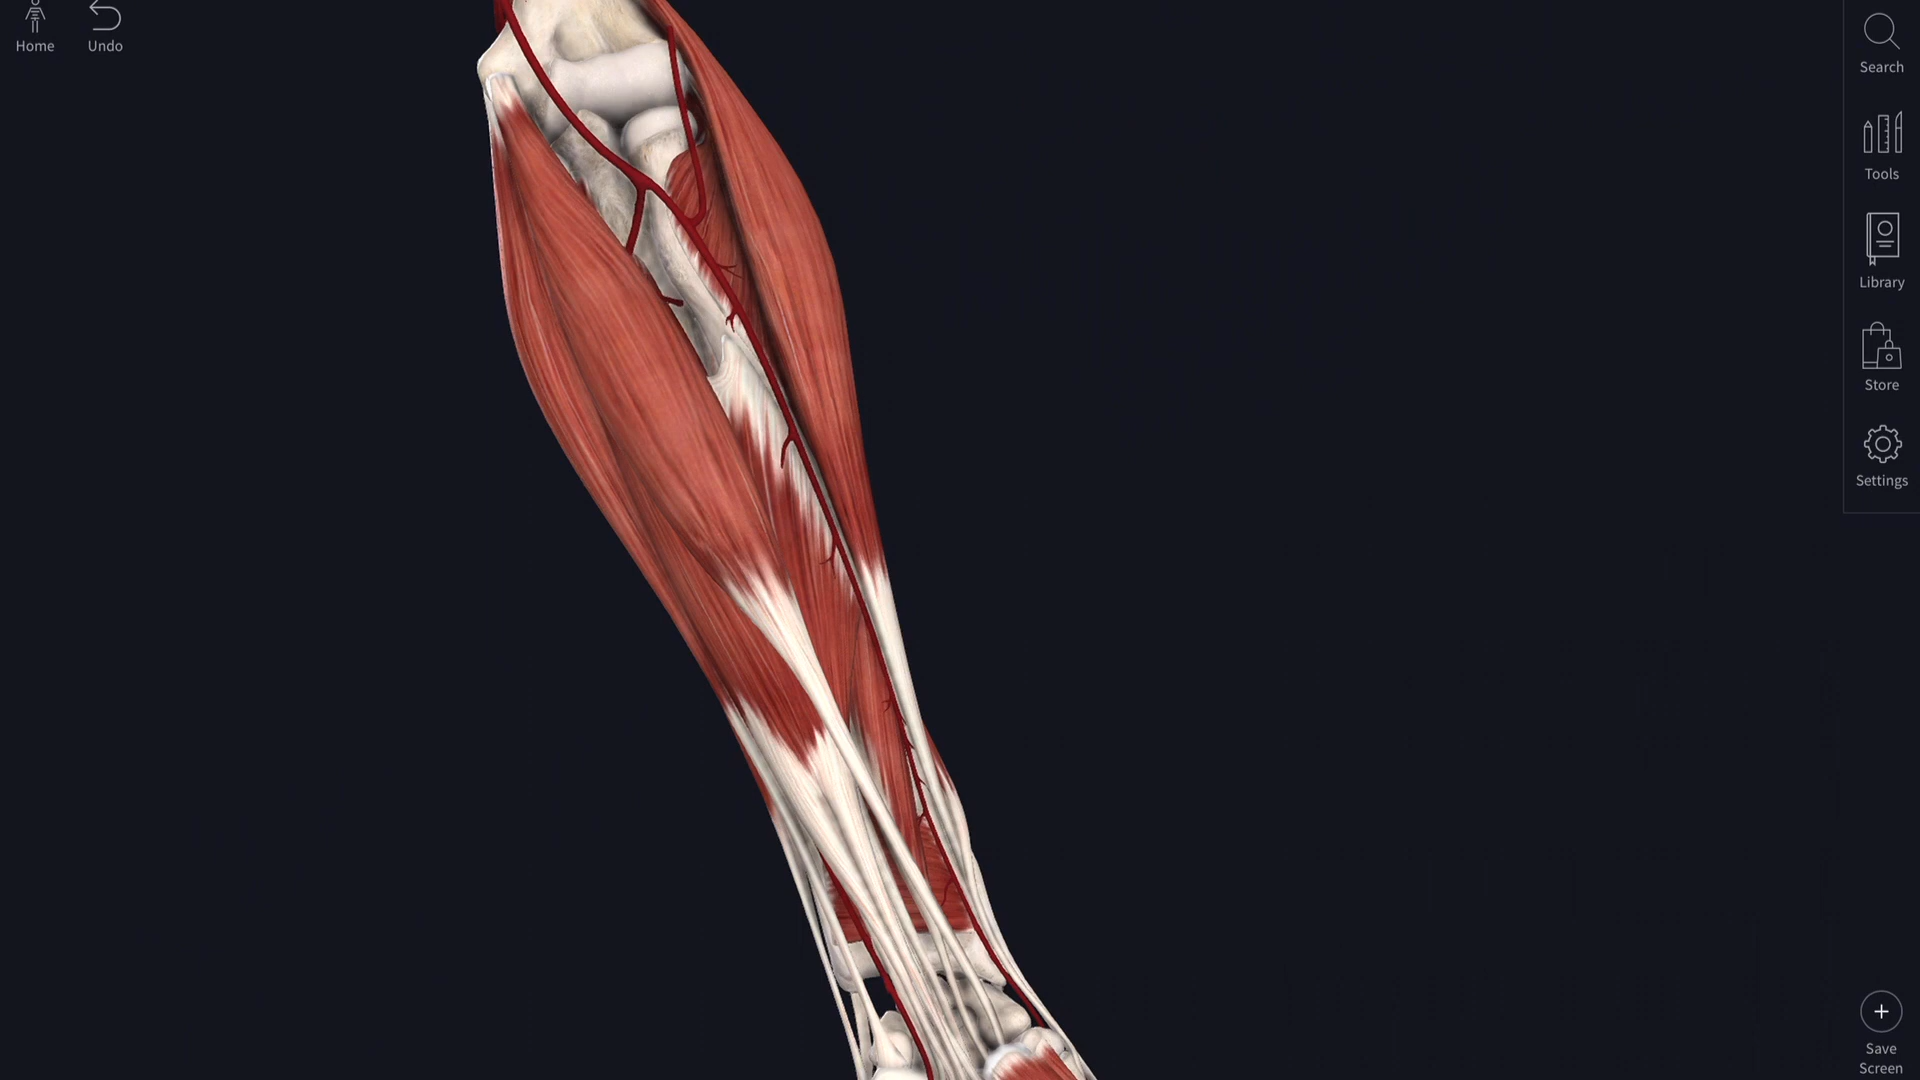 Home
Undo
Search
Tools
Library
Store
Settings
Save
Screen